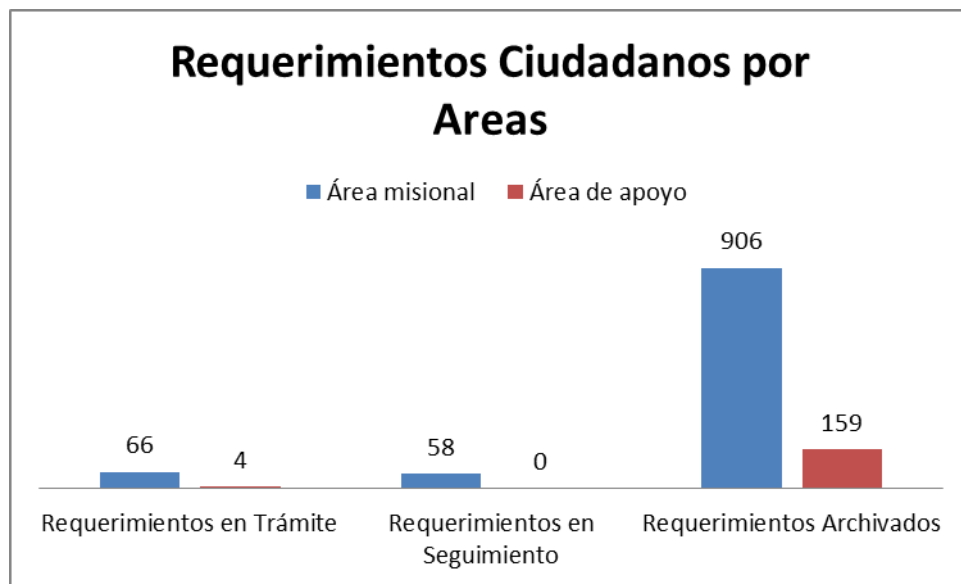 Requerimientos Ciudadanos por
Areas
Área misional
Área de apoyo
906
159
66
4
58
0
Requerimientos en Trámite
Requerimientos en
Seguimiento
Requerimientos Archivados